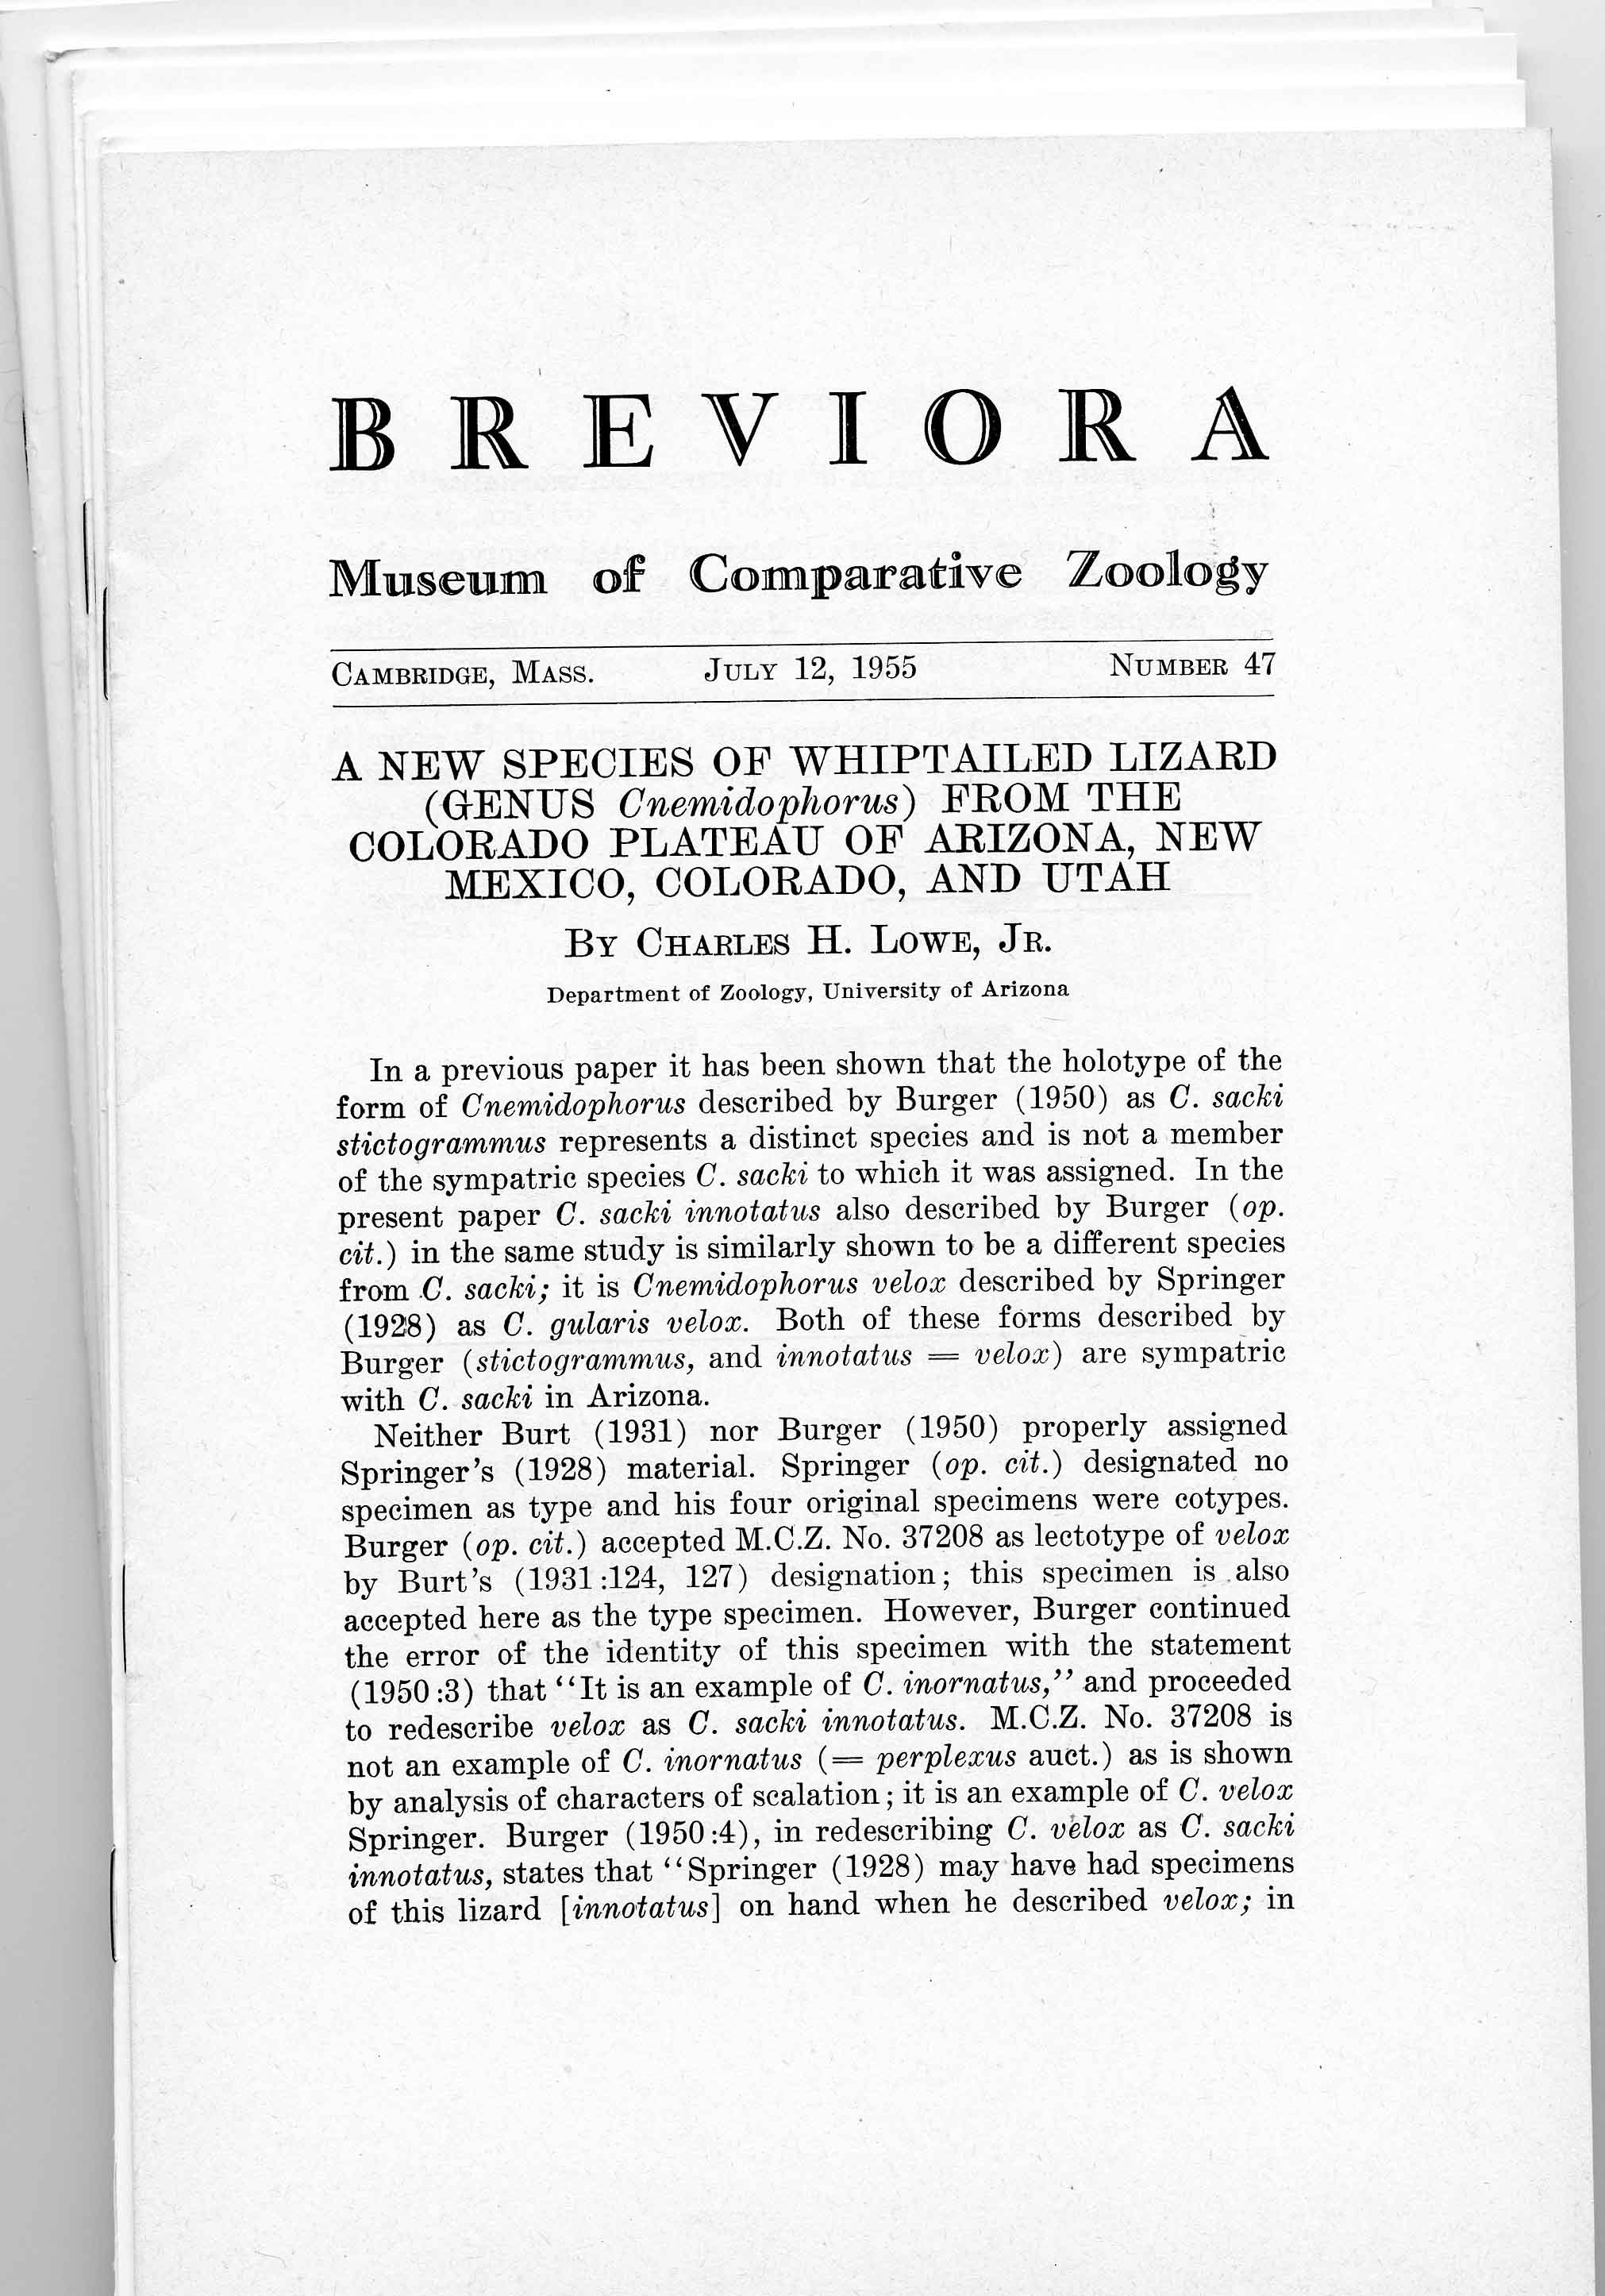 BREVIORA
Museum of Comparative Zoology
CAMBRIDGE, MASS. JULY 12, 1955 NUMBER 47
A NEW SPECIES OF WHIPTAILED LIZARD
(GENUS Cnemidophorus) FROM THE
COLORADO PLATEAU OF ARIZONA, NEW
MEXICO, COLORADO, AND UTAH
BY CHARLES H. LOWE, JR.
Department of Zoology, University of Arizona
In a previous paper it has been shown that the holotype of the
form of Cnemidophorus described by Burger (1950) as C. sacki
stictogrammus represents a distinct species and is not a member
of the sympatric species C. sacki to which it was assigned. In the
present paper C. sacki innotatus also described by Burger (op.
cit.) in the same study is similarly shown to be a different species
from C. sacki; it is Cnemidophorus velox described by Springer
(1928) as C. gularis velox. Both of these forms described by
Burger (stictogrammus, and innotatus = velox) are sympatric
with C. sacki in Arizona.
Neither Burt (1931) nor Burger (1950) properly assigned
Springer's (1928) material. Springer (op. cit.) designated no
specimen as type and his four original specimens were cotypes.
Burger (op. cit.) accepted M.C.Z. No. 37208 as lectotype of velox
by Burt's (1931:124, 127) designation; this specimen is also
accepted here as the type specimen. However, Burger continued
the error of the identity of this specimen with the statement
(1950:3) that "It is an example of C. inornatus," and proceeded
to redescribe velox as C. sacki innotatus. M.C.Z. No. 37208 is
not an example of C. inornatus (= perplexus auct.) as is shown
by analysis of characters of scalation; it is an example of C. velox
Springer. Burger (1950:4), in redescribing C. velox as C. sacki
innotatus, states that "Springer (1928) may have had specimens
of this lizard [innotatus] on hand when he described velox; in